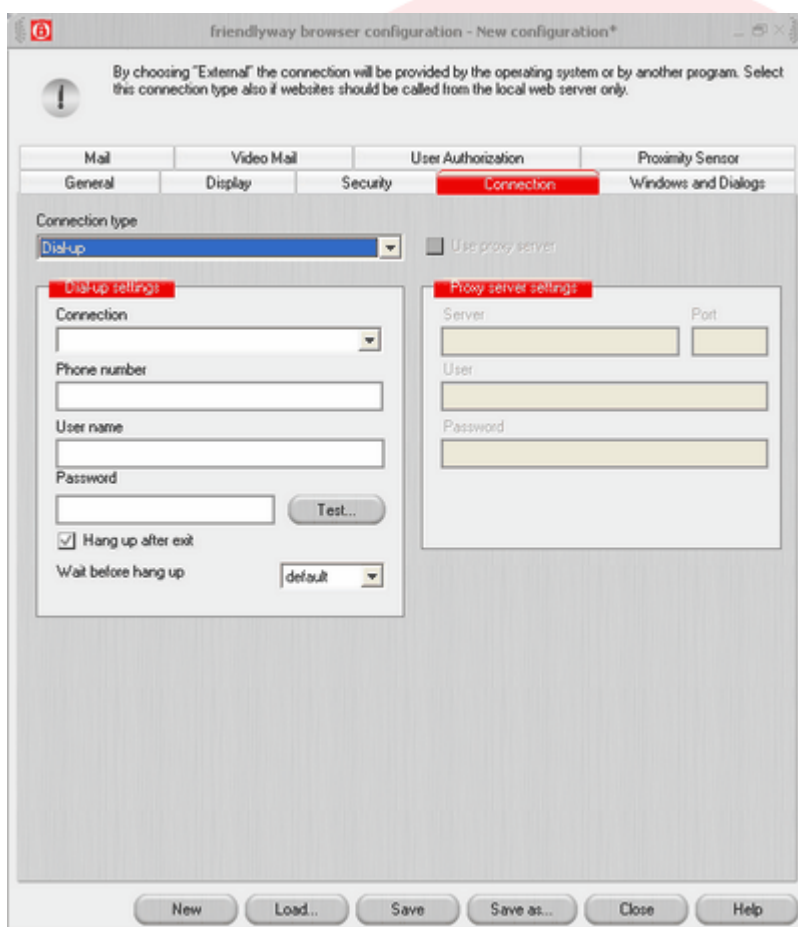 friendlyway browser configuration - New configuration*
By choosing "External" the connection will be provided by the operating system or by another program. Select
this connection type also if websites should be called from the local web server only.
Mail Video Mail User Authorization Proximity Sensor
General Display Security Connection Windows and Dialogs
Connection type
Dial-up Use proxy server
Dial-up settings Proxy server settings
Connection Server Port
Phone number User
User name Password
Password
Test...
Hang up after exit
Wait before hang up default
New Load... Save Save as... Close Help